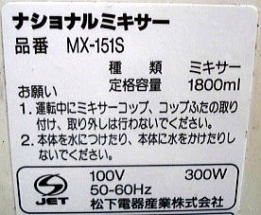 ナショナルミキサー
品番 MX-151S
種類 ミキサー
定格容量 1800ml
お願い
1. 運転中にミキサーコップ、コップふたの取り
付け、取り外しは行わないでください。
2. 本体を水につけたり、本体に水をかけたりし
ないでください。
JET
100V 300W
50-60Hz
松下電器産業株式会社